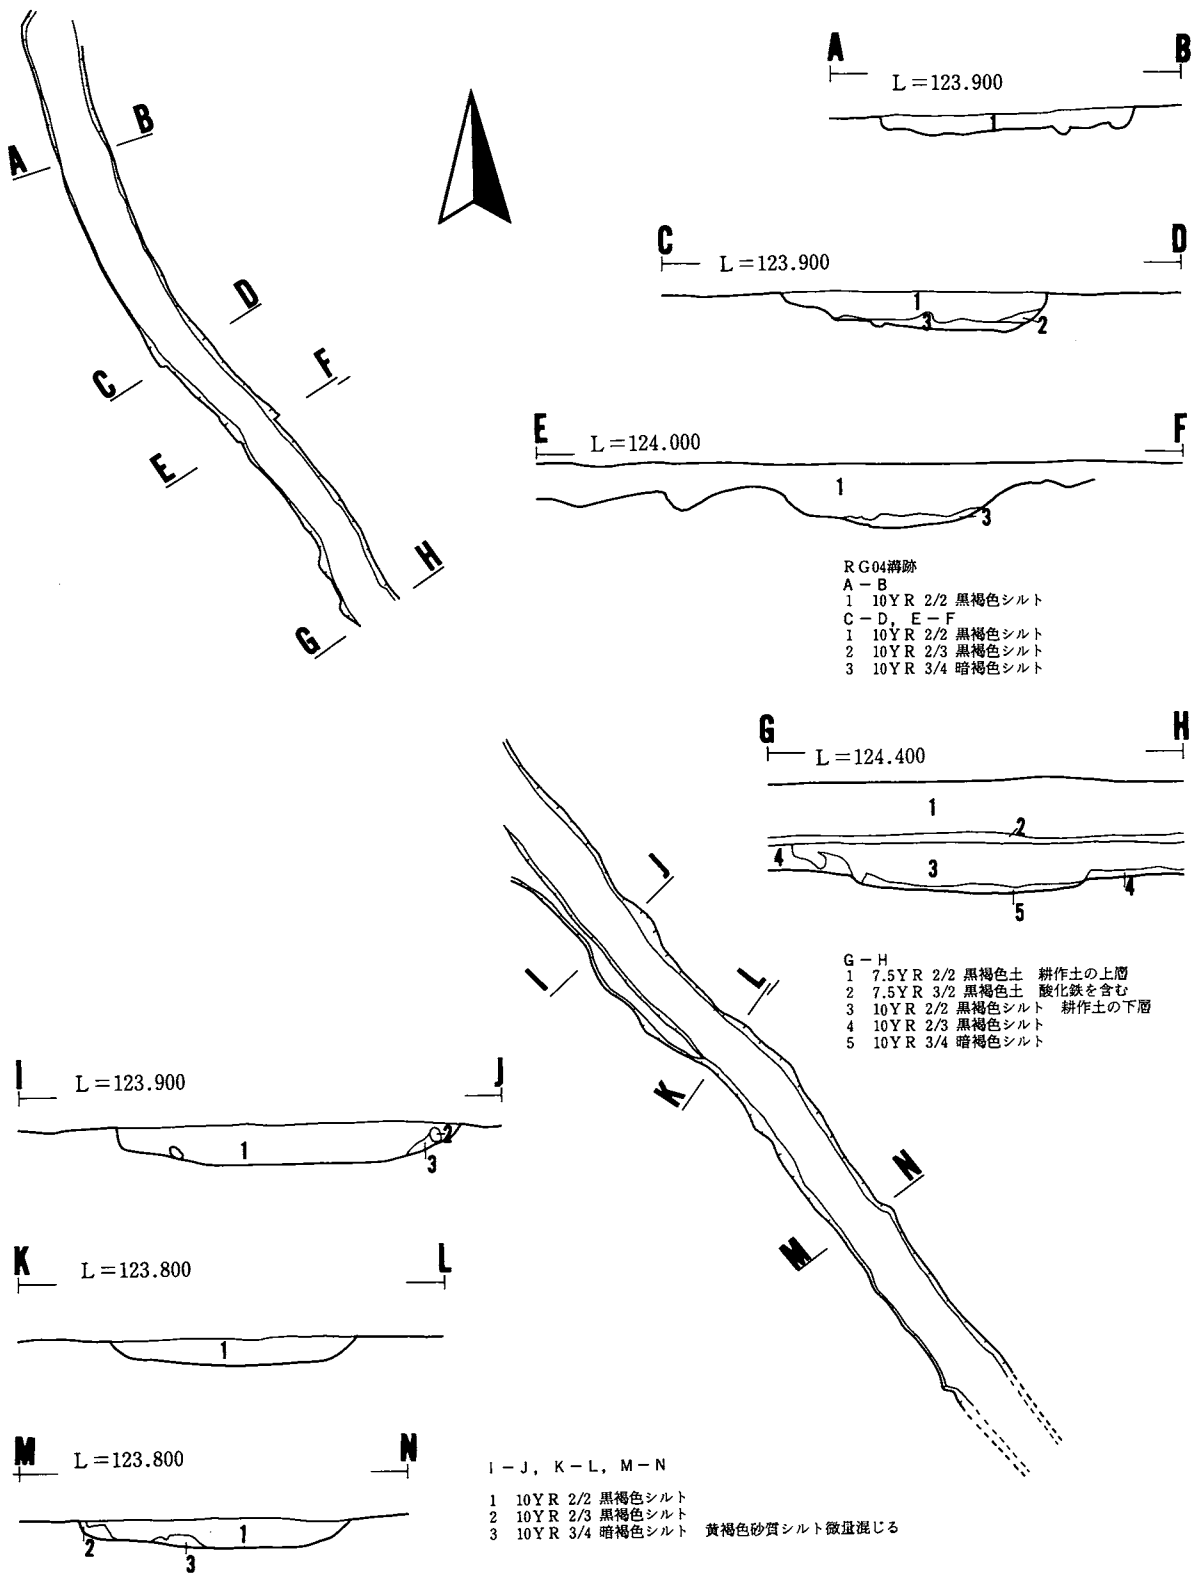 A B
L=123.900
1
B
A
C D
L=123.900
1
3 2
D
F
C
E
E F
L=124.000
1
3
H
G
RG04溝跡
A-B
1 10YR 2/2 黒褐色シルト
C-D, E-F
1 10YR 2/2 黒褐色シルト
2 10YR 2/3 黒褐色シルト
3 10YR 3/4 暗褐色シルト
G H
L=124.400
1
2
4 3
4
5
G-H
1 7.5YR 2/2 黒褐色土 耕作土の上層
2 7.5YR 3/2 黒褐色土 酸化鉄を含む
3 10YR 2/2 黒褐色シルト 耕作土の下層
4 10YR 2/3 黒褐色シルト
5 10YR 3/4 暗褐色シルト
J
I
L
K
N
M
I J
L=123.900
1 2
3
K L
L=123.800
1
M N
L=123.800
1
2 3
I-J, K-L, M-N
1 10YR 2/2 黒褐色シルト
2 10YR 2/3 黒褐色シルト
3 10YR 3/4 暗褐色シルト 黄褐色砂質シルト微量混じる